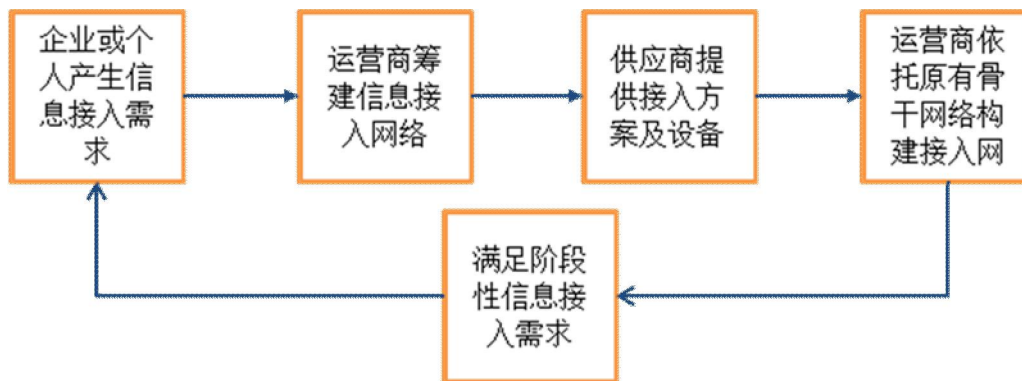 企业或个
人产生信
息接入需
求
运营商筹
建信息接
入网络
供应商提
供接入方
案及设备
运营商依
托原有骨
干网络构
建接入网
满足阶段
性信息接
入需求